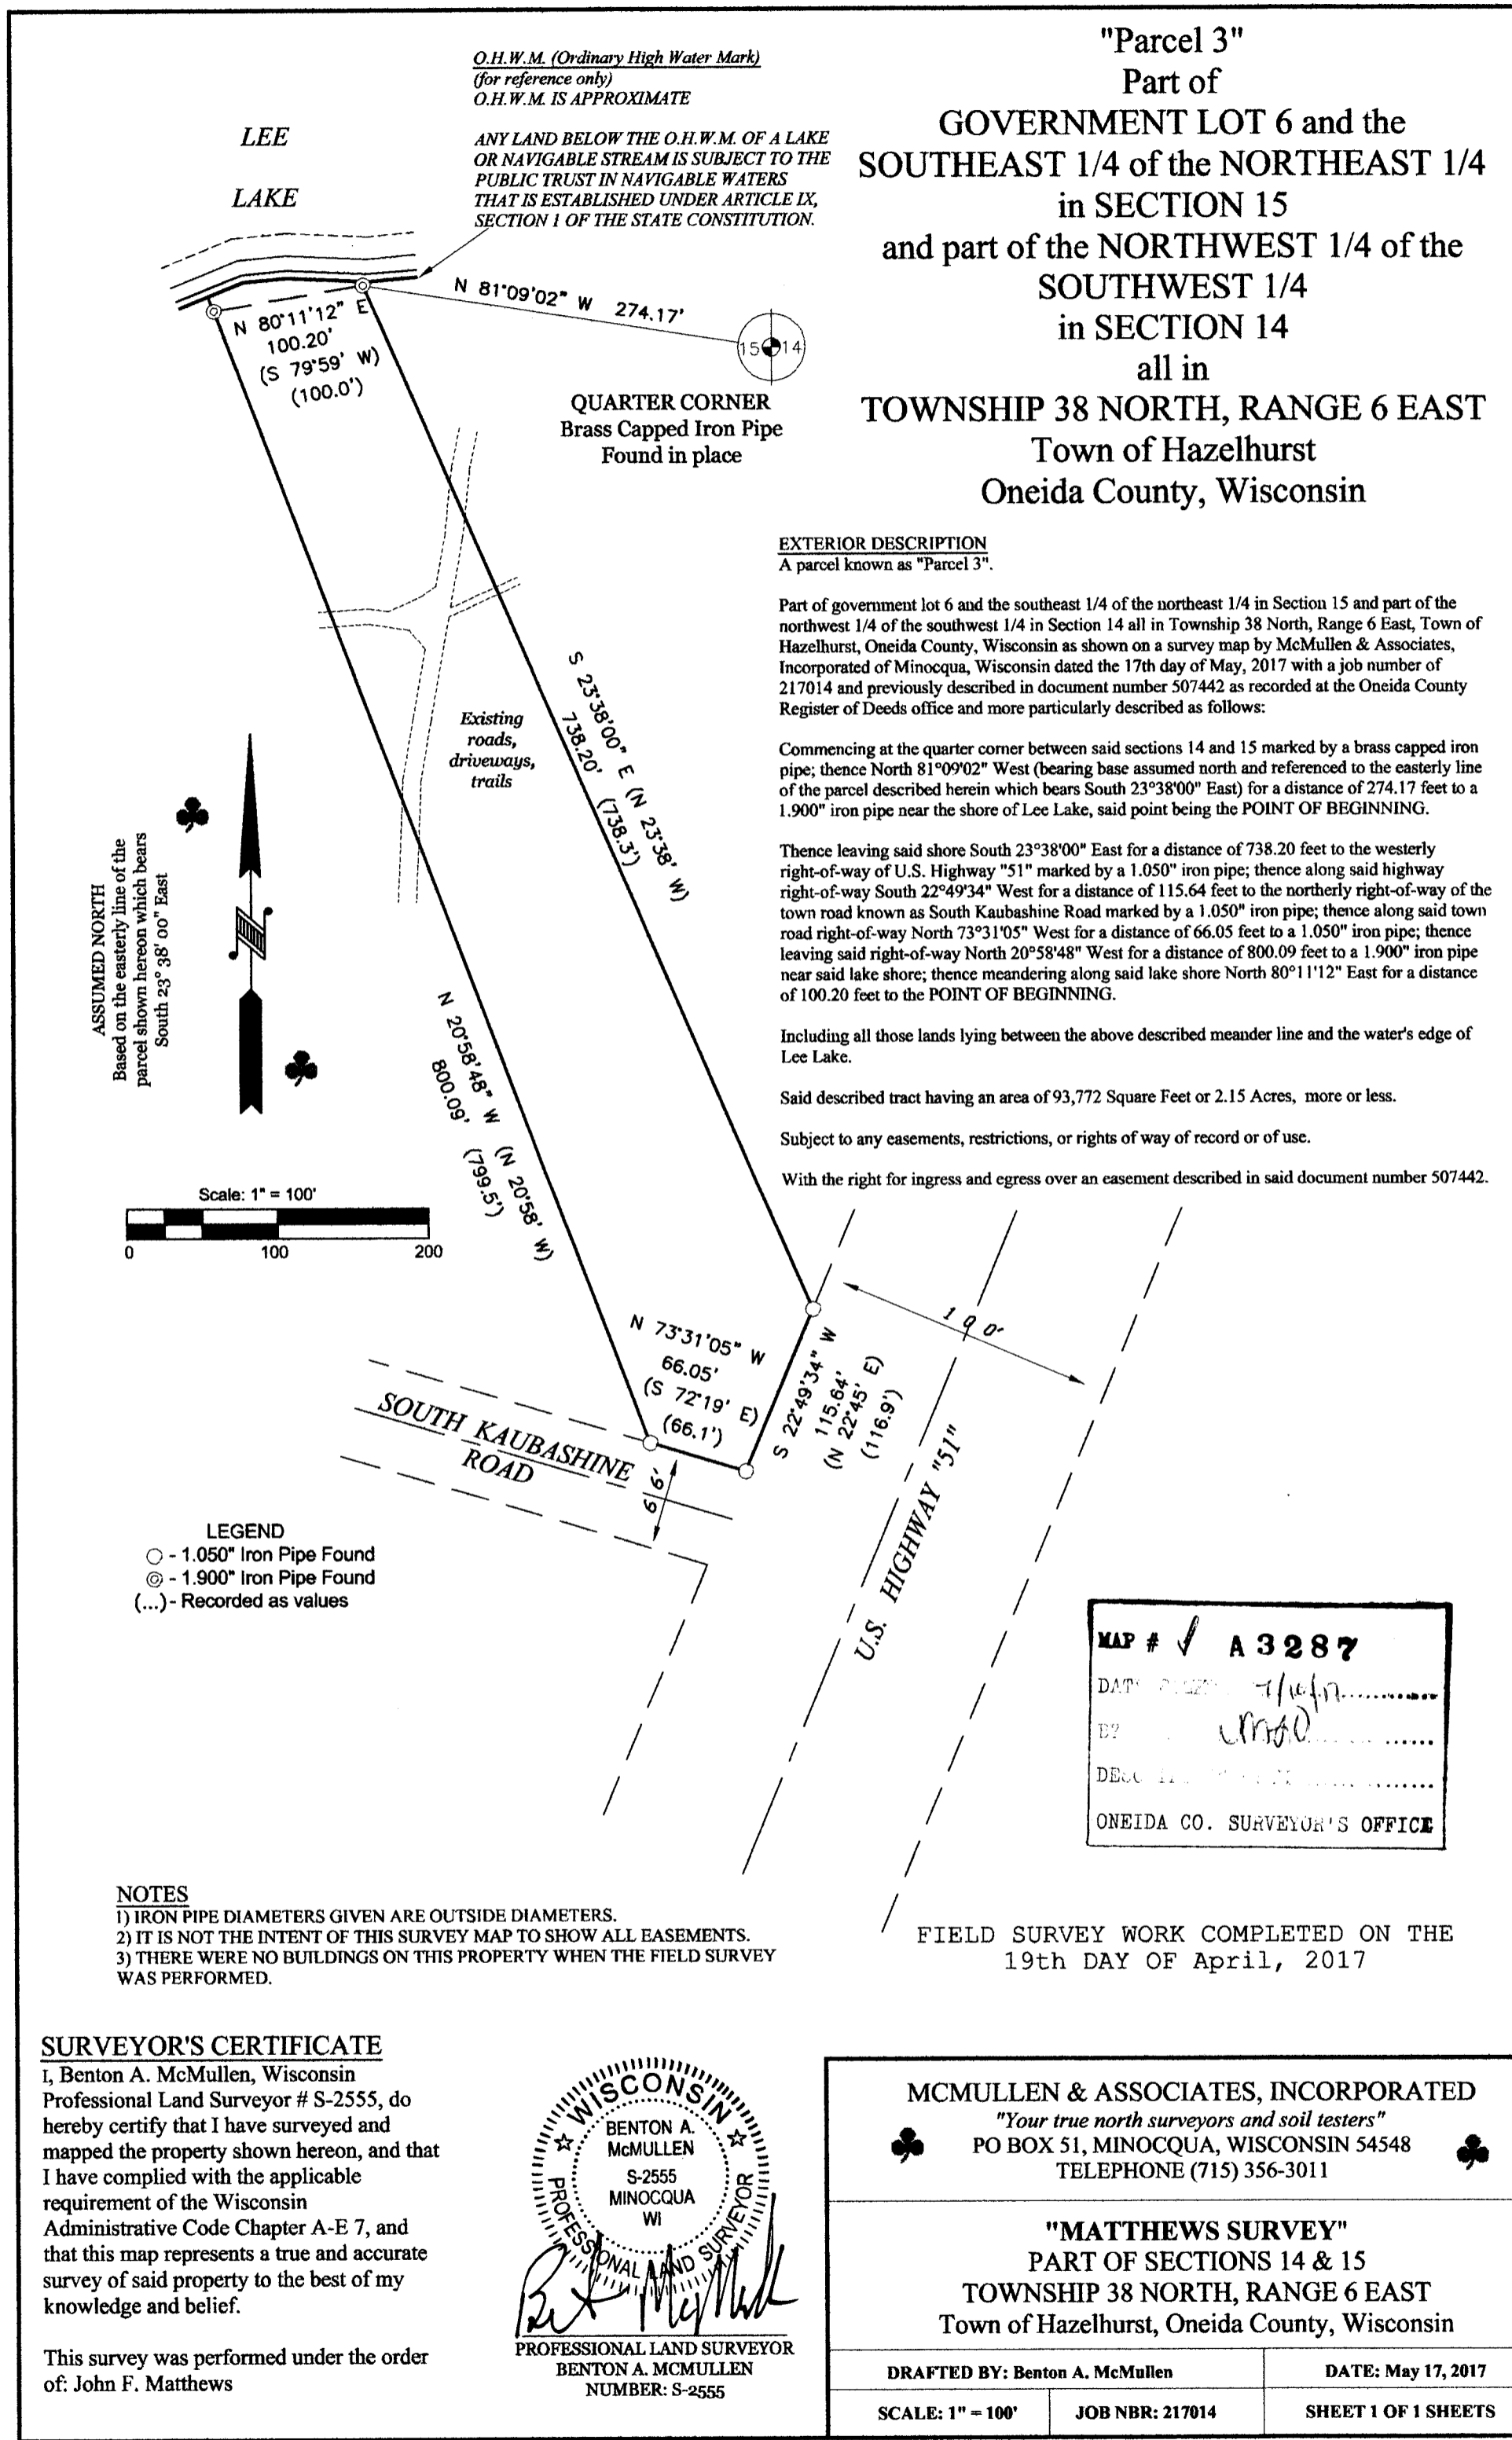 "Parcel 3"
Part of
GOVERNMENT LOT 6 and the
SOUTHEAST 1/4 of the NORTHEAST 1/4
in SECTION 15
and part of the NORTHWEST 1/4 of the
SOUTHWEST 1/4
in SECTION 14
all in
TOWNSHIP 38 NORTH, RANGE 6 EAST
Town of Hazelhurst
Oneida County, Wisconsin
O.H.W.M. (Ordinary High Water Mark)
(for reference only)
O.H.W.M. IS APPROXIMATE
ANY LAND BELOW THE O.H.W.M. OF A LAKE
OR NAVIGABLE STREAM IS SUBJECT TO THE
PUBLIC TRUST IN NAVIGABLE WATERS
THAT IS ESTABLISHED UNDER ARTICLE IX,
SECTION 1 OF THE STATE CONSTITUTION.
LEE
LAKE
N 81°09'02" W 274.17'
15 14
N 80°11'12" E
100.20'
(S 79°59' W)
(100.0')
QUARTER CORNER
Brass Capped Iron Pipe
Found in place
EXTERIOR DESCRIPTION
A parcel known as "Parcel 3".
Part of government lot 6 and the southeast 1/4 of the northeast 1/4 in Section 15 and part of the
northwest 1/4 of the southwest 1/4 in Section 14 all in Township 38 North, Range 6 East, Town of
Hazelhurst, Oneida County, Wisconsin as shown on a survey map by McMullen & Associates,
Incorporated of Minocqua, Wisconsin dated the 17th day of May, 2017 with a job number of
217014 and previously described in document number 507442 as recorded at the Oneida County
Register of Deeds office and more particularly described as follows:
Commencing at the quarter corner between said sections 14 and 15 marked by a brass capped iron
pipe; thence North 81°09'02" West (bearing base assumed north and referenced to the easterly line
of the parcel described herein which bears South 23°38'00" East) for a distance of 274.17 feet to a
1.900" iron pipe near the shore of Lee Lake, said point being the POINT OF BEGINNING.
Thence leaving said shore South 23°38'00" East for a distance of 738.20 feet to the westerly
right-of-way of U.S. Highway "51" marked by a 1.050" iron pipe; thence along said highway
right-of-way South 22°49'34" West for a distance of 115.64 feet to the northerly right-of-way of the
town road known as South Kaubashine Road marked by a 1.050" iron pipe; thence along said town
road right-of-way North 73°31'05" West for a distance of 66.05 feet to a 1.050" iron pipe; thence
leaving said right-of-way North 20°58'48" West for a distance of 800.09 feet to a 1.900" iron pipe
near said lake shore; thence meandering along said lake shore North 80°11'12" East for a distance
of 100.20 feet to the POINT OF BEGINNING.
Including all those lands lying between the above described meander line and the water's edge of
Lee Lake.
Said described tract having an area of 93,772 Square Feet or 2.15 Acres, more or less.
Subject to any easements, restrictions, or rights of way of record or of use.
With the right for ingress and egress over an easement described in said document number 507442.
S 23°38'00" E (N 23°38' W)
738.20' (738.3')
Existing
roads,
driveways,
trails
ASSUMED NORTH
Based on the easterly line of the
parcel shown hereon which bears
South 23° 38' 00" East
N
N 20°58'48" W (N 20°58' W)
800.09' (799.5')
Scale: 1" = 100'
0 100 200
N 73°31'05" W
66.05'
(S 72°19' E)
(66.1')
S 22°49'34" W
115.64'
(N 22°45' E)
(116.9')
100'
SOUTH KAUBASHINE
ROAD
66'
U.S. HIGHWAY "51"
LEGEND
- 1.050" Iron Pipe Found
- 1.900" Iron Pipe Found
(...) - Recorded as values
MAP # A 3287
ONEIDA CO. SURVEYOR'S OFFICE
NOTES
1) IRON PIPE DIAMETERS GIVEN ARE OUTSIDE DIAMETERS.
2) IT IS NOT THE INTENT OF THIS SURVEY MAP TO SHOW ALL EASEMENTS.
3) THERE WERE NO BUILDINGS ON THIS PROPERTY WHEN THE FIELD SURVEY
WAS PERFORMED.
FIELD SURVEY WORK COMPLETED ON THE
19th DAY OF April, 2017
SURVEYOR'S CERTIFICATE
I, Benton A. McMullen, Wisconsin
Professional Land Surveyor # S-2555, do
hereby certify that I have surveyed and
mapped the property shown hereon, and that
I have complied with the applicable
requirement of the Wisconsin
Administrative Code Chapter A-E 7, and
that this map represents a true and accurate
survey of said property to the best of my
knowledge and belief.
This survey was performed under the order
of: John F. Matthews
WISCONSIN
BENTON A.
McMULLEN
S-2555
MINOCQUA
WI
PROFESSIONAL LAND SURVEYOR
PROFESSIONAL LAND SURVEYOR
BENTON A. MCMULLEN
NUMBER: S-2555
MCMULLEN & ASSOCIATES, INCORPORATED
"Your true north surveyors and soil testers"
PO BOX 51, MINOCQUA, WISCONSIN 54548
TELEPHONE (715) 356-3011
"MATTHEWS SURVEY"
PART OF SECTIONS 14 & 15
TOWNSHIP 38 NORTH, RANGE 6 EAST
Town of Hazelhurst, Oneida County, Wisconsin
DRAFTED BY: Benton A. McMullen
DATE: May 17, 2017
SCALE: 1" = 100'
JOB NBR: 217014
SHEET 1 OF 1 SHEETS